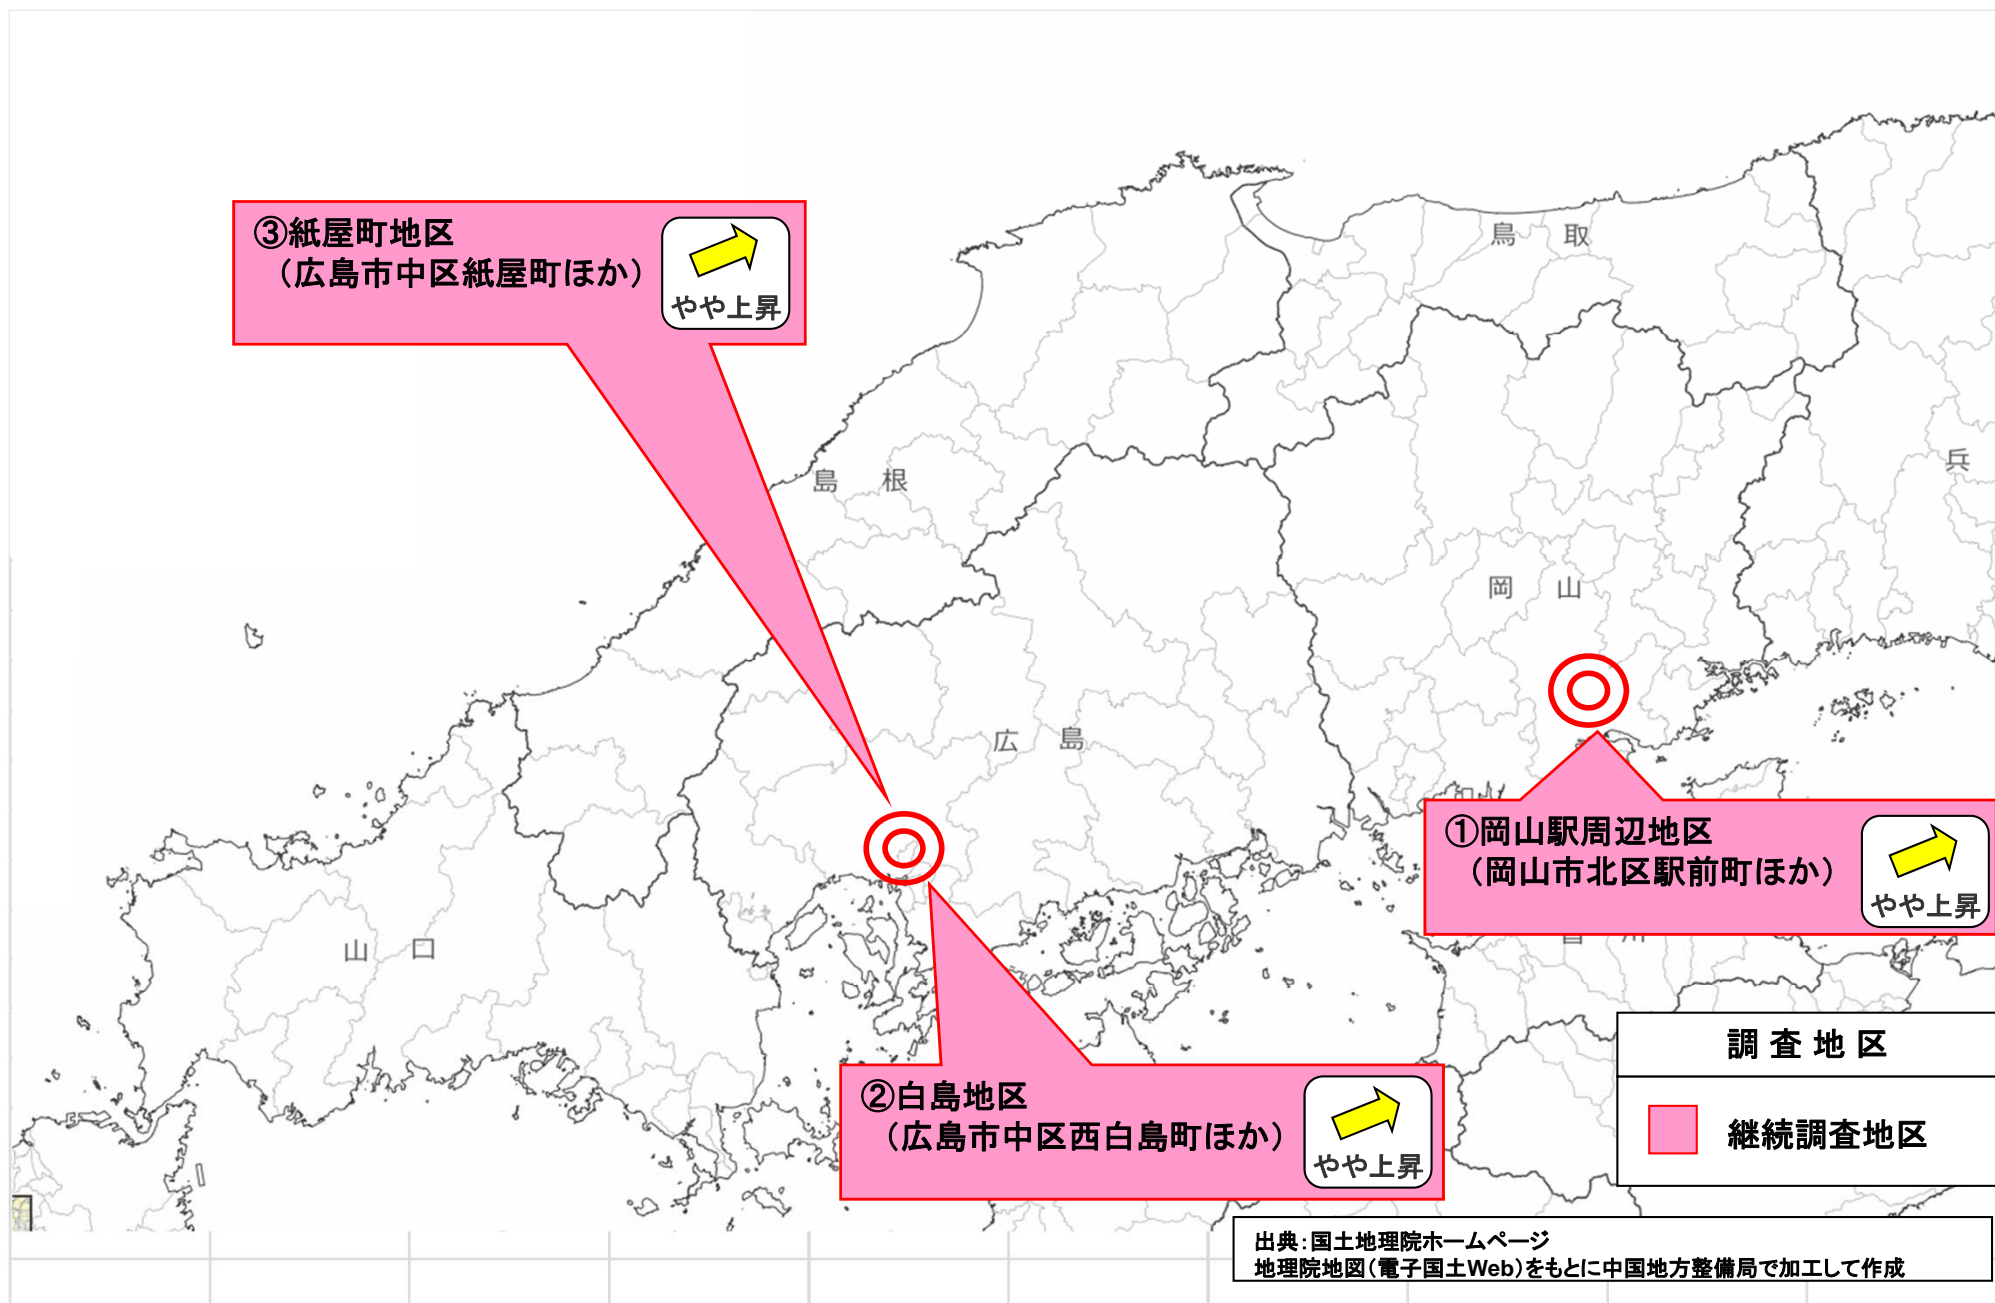 ③紙屋町地区
（広島市中区紙屋町ほか）
やや上昇
鳥取
島根
兵
岡山
広島
①岡山駅周辺地区
（岡山市北区駅前町ほか）
やや上昇
山口
調査地区
継続調査地区
②白島地区
（広島市中区西白島町ほか）
やや上昇
出典：国土地理院ホームページ
地理院地図（電子国土Web）をもとに中国地方整備局で加工して作成